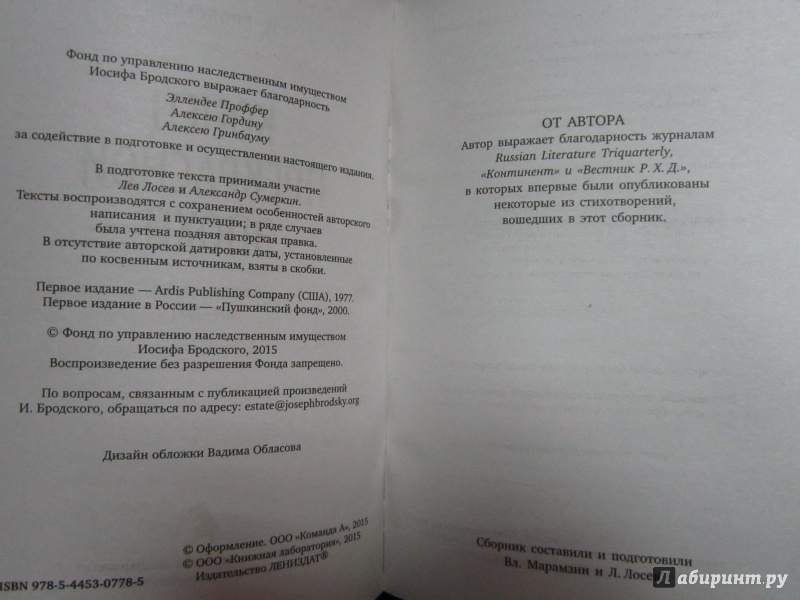 Фонд по управлению наследственным имуществом
Иосифа Бродского выражает благодарность
Эллендее Проффер
Алексею Гордину
Алексею Гринбауму
за содействие в подготовке и осуществлении настоящего издания.
В подготовке текста принимали участие
Лев Лосев и Александр Сумеркин.
Тексты воспроизводятся с сохранением особенностей авторского
написания и пунктуации; в ряде случаев
была учтена поздняя авторская правка.
В отсутствие авторской датировки даты, установленные
по косвенным источникам, взяты в скобки.
Первое издание — Ardis Publishing Company (США), 1977.
Первое издание в России — «Пушкинский фонд», 2000.
© Фонд по управлению наследственным имуществом
Иосифа Бродского, 2015
Воспроизведение без разрешения Фонда запрещено.
По вопросам, связанным с публикацией произведений
И. Бродского, обращаться по адресу: estate@josephbrodsky.org
Дизайн обложки Вадима Обласова
© Оформление. ООО «Команда А», 2015
© ООО «Книжная лаборатория», 2015
Издательство ЛЕНИЗДАТ®
ISBN 978-5-4453-0778-5
ОТ АВТОРА
Автор выражает благодарность журналам
Russian Literature Triquarterly,
«Континент» и «Вестник Р. Х. Д.»,
в которых впервые были опубликованы
некоторые из стихотворений,
вошедших в этот сборник.
Сборник составили и подготовили
Вл. Марамзин и Л. Лосе
Лабиринт.ру